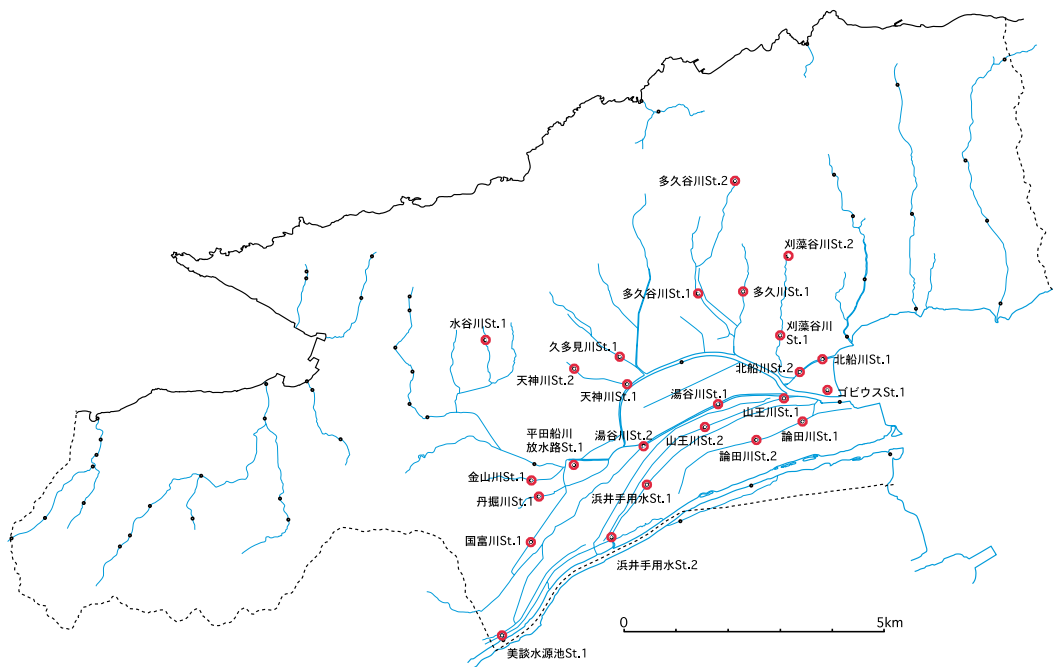 多久谷川St.2
刈藻谷川St.2
多久谷川St.1
多久川St.1
水谷川St.1
刈藻谷川
St.1
久多見川St.1
北船川St.1
北船川St.2
天神川St.2
天神川St.1
湯谷川St.1
ゴビウスSt.1
山王川St.1
平田船川
放水路St.1
湯谷川St.2
山王川St.2
論田川St.1
論田川St.2
金山川St.1
丹掘川St.1
浜井手用水St.1
国富川St.1
浜井手用水St.2
0
5km
美談水源池St.1